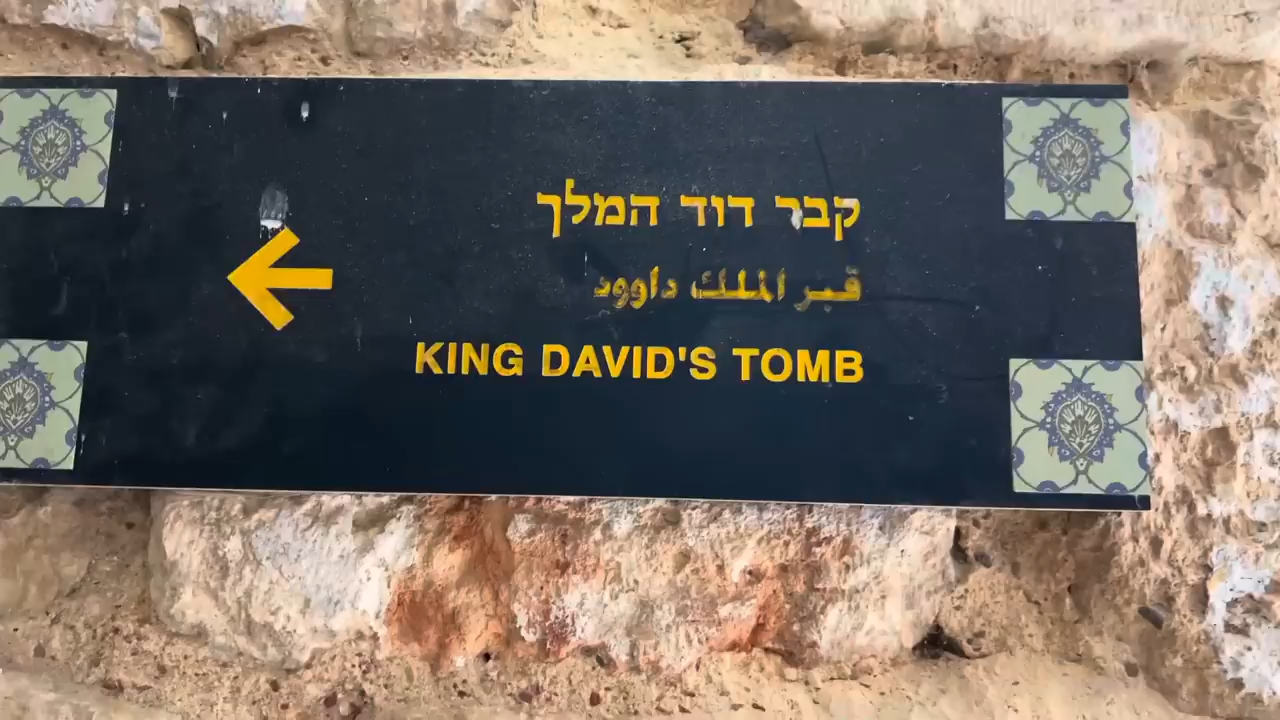 קבר דוד המלך
قبر الملك داوود
KING DAVID'S TOMB